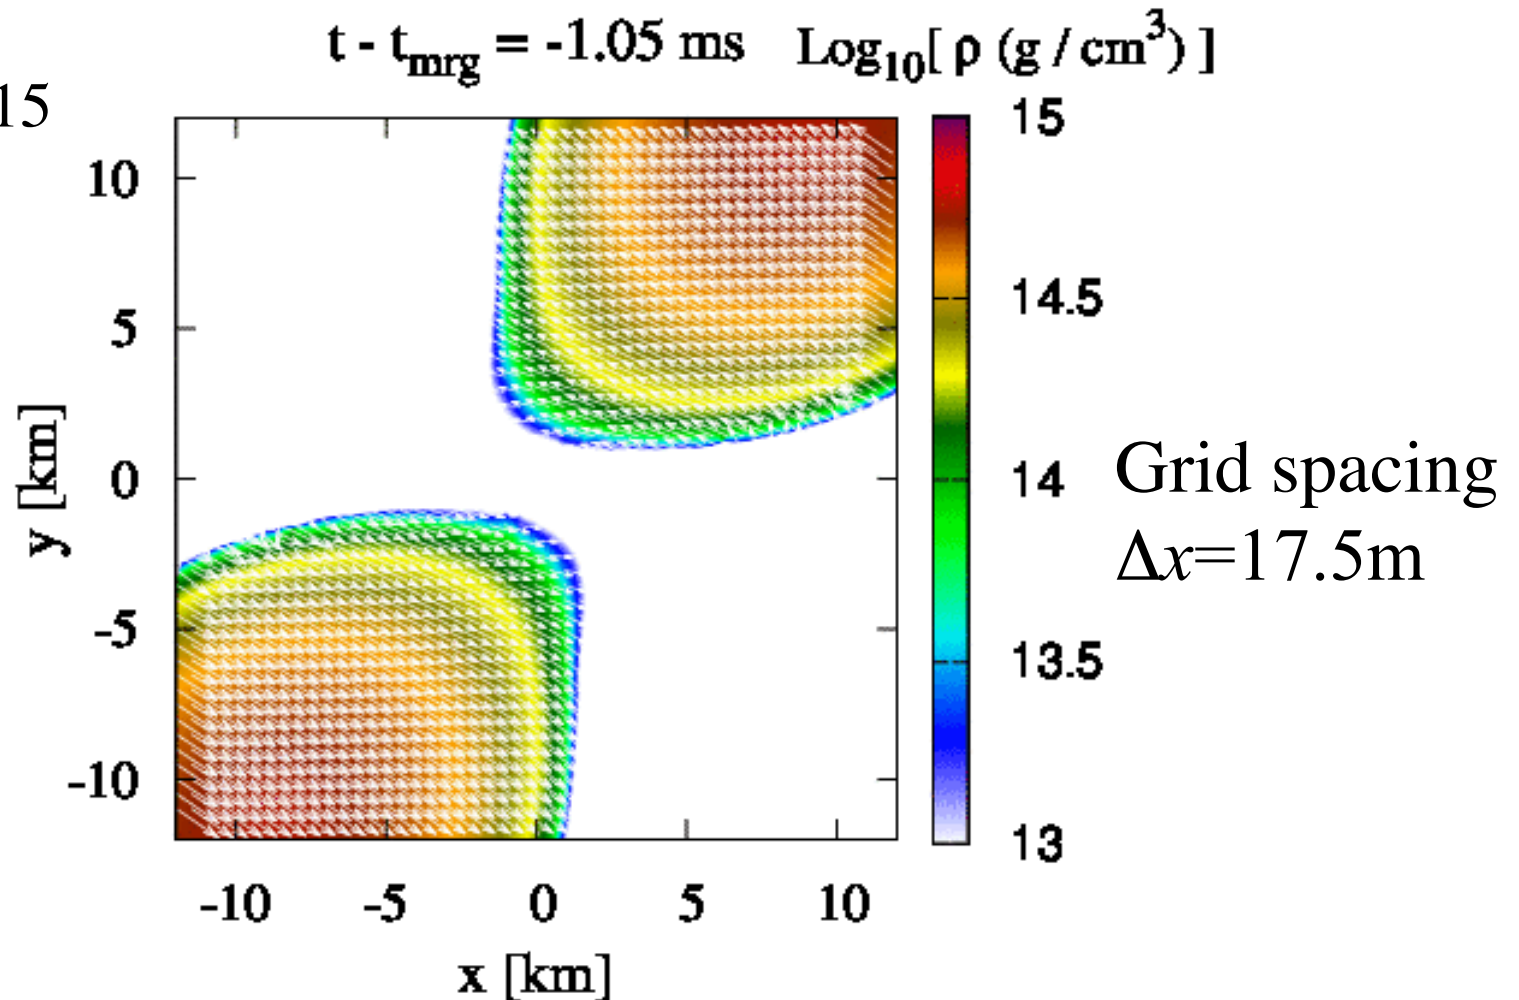 t - tmrg = -1.05 ms Log10[ ρ (g / cm3) ]
15
15
10
14.5
5
0
14
Grid spacing
Δx=17.5m
-5
13.5
-10
13
-10 -5 0 5 10
y [km]
x [km]